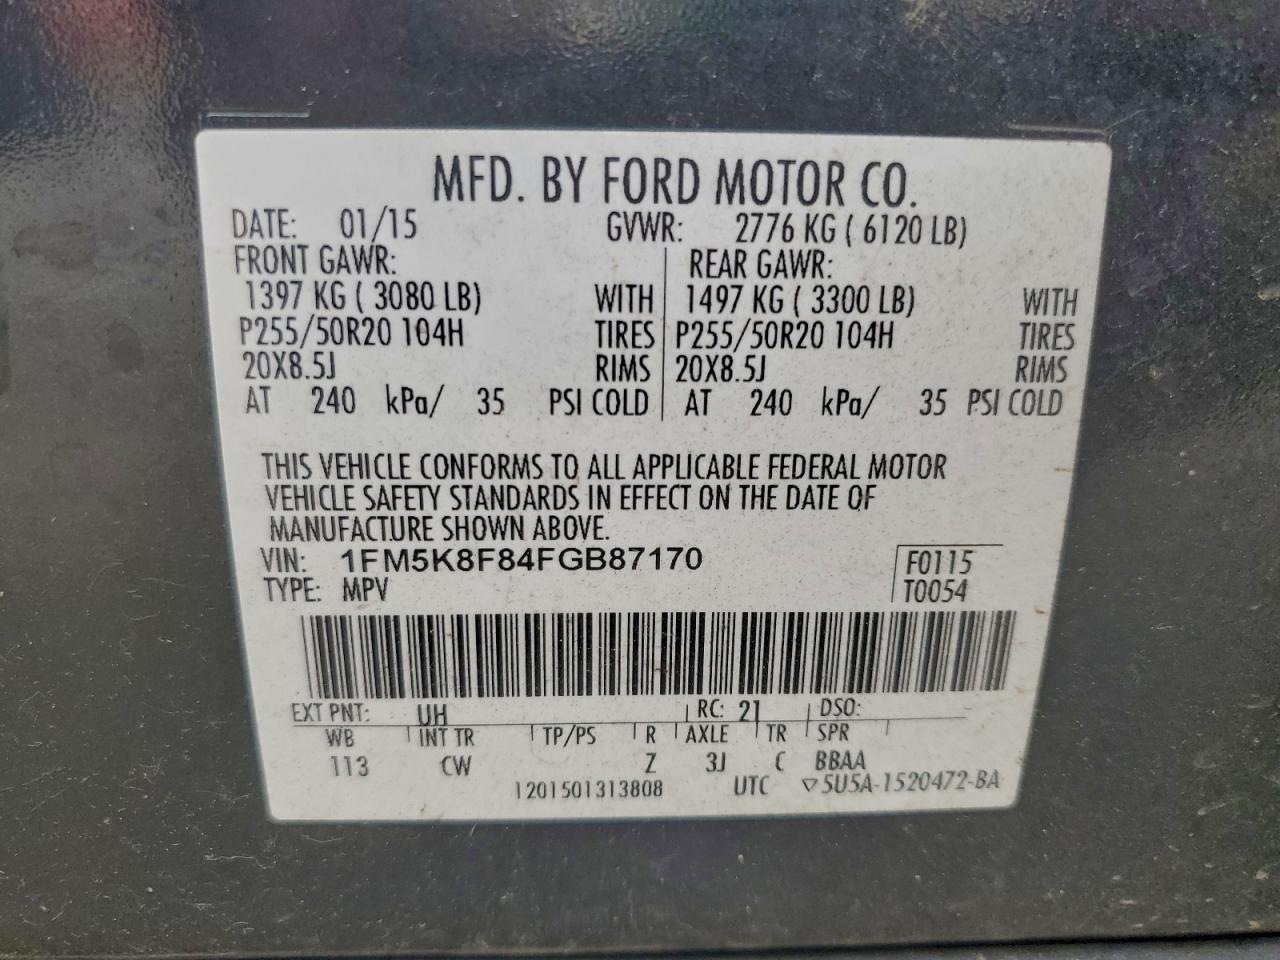 MFD. BY FORD MOTOR CO.
DATE: 01/15 GVWR: 2776 KG ( 6120 LB)
FRONT GAWR: REAR GAWR:
1397 KG ( 3080 LB) WITH 1497 KG ( 3300 LB) WITH
P255/50R20 104H TIRES P255/50R20 104H TIRES
20X8.5J RIMS 20X8.5J RIMS
AT 240 kPa/ 35 PSI COLD AT 240 kPa/ 35 PSI COLD
THIS VEHICLE CONFORMS TO ALL APPLICABLE FEDERAL MOTOR
VEHICLE SAFETY STANDARDS IN EFFECT ON THE DATE OF
MANUFACTURE SHOWN ABOVE.
VIN: 1FM5K8F84FGB87170 F0115
TYPE: MPV T0054
EXT PNT: UH RC: 21 DSO:
WB INT TR TP/PS R AXLE TR SPR
113 CW Z 3J C BBAA
1201501313808 UTC ▽5U5A-1520472-BA